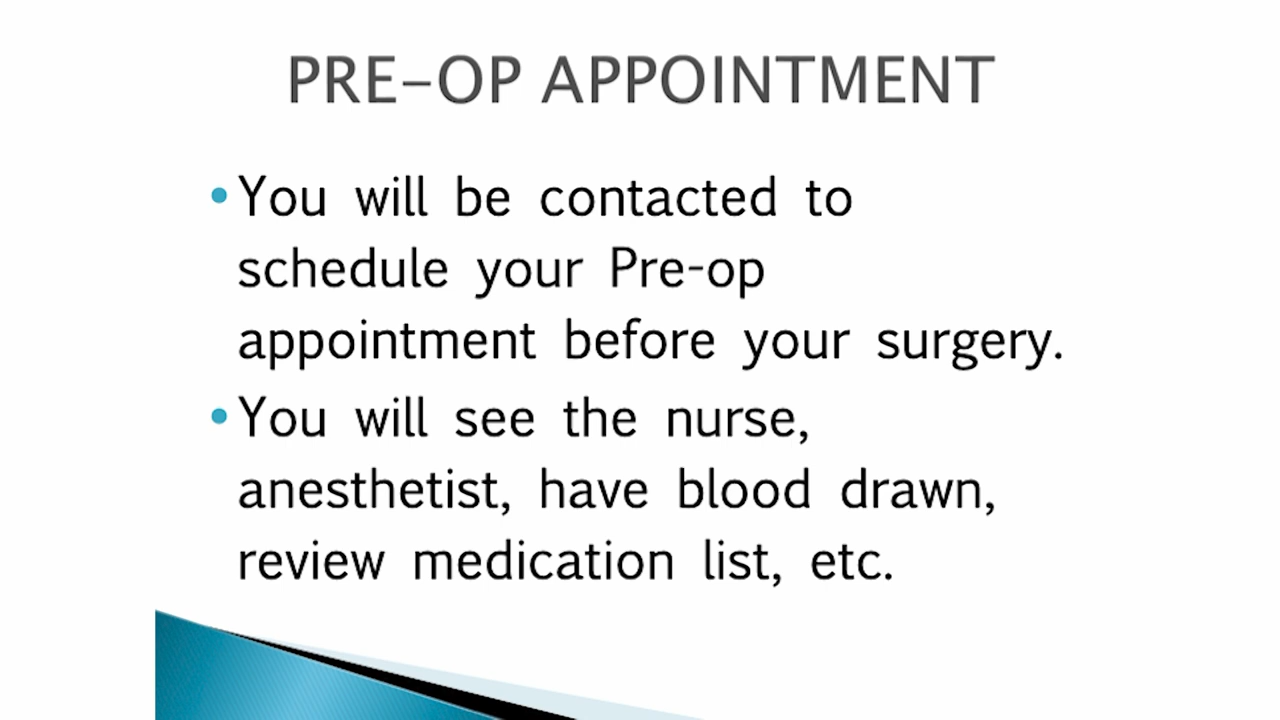 PRE-OP APPOINTMENT
• You will be contacted to
schedule your Pre-op
appointment before your surgery.
• You will see the nurse,
anesthetist, have blood drawn,
review medication list, etc.